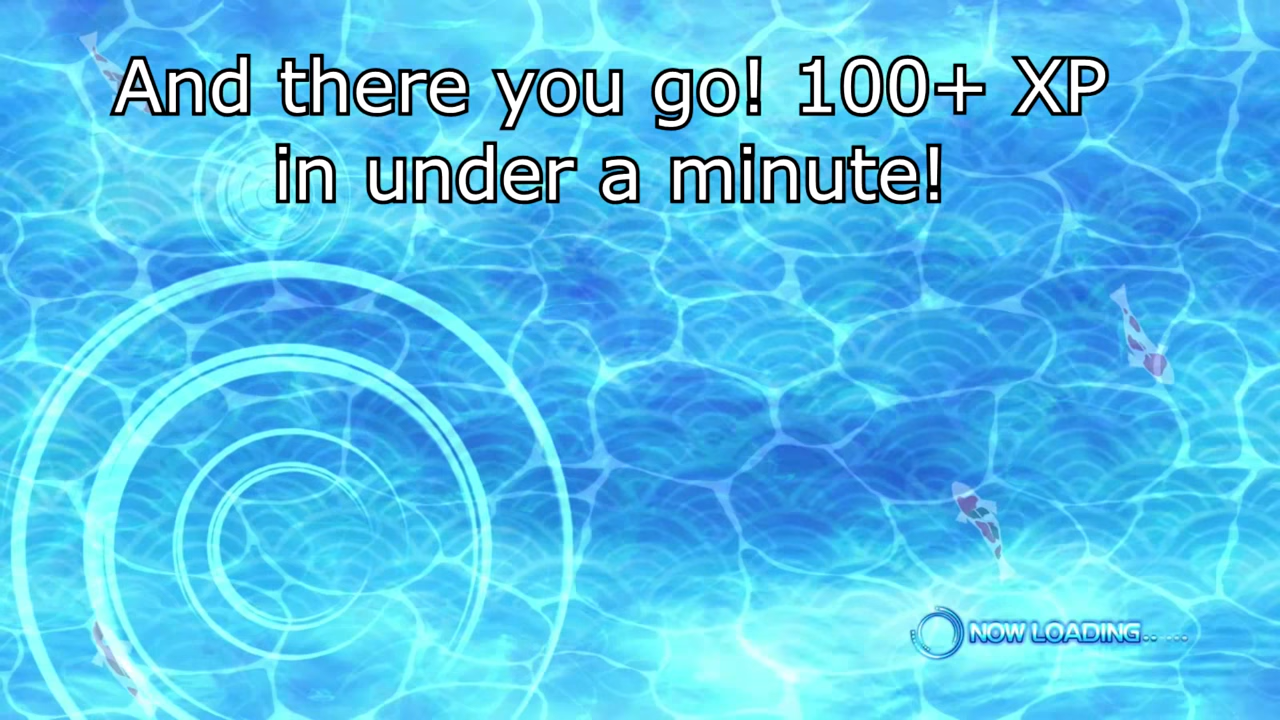 And there you go! 100+ XP
in under a minute!
NOW LOADING......